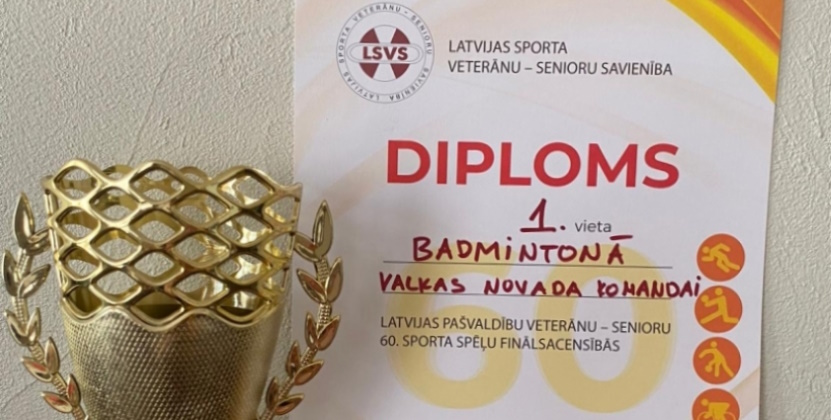 LATVIJAS SPORTA VETERĀNU – SENIORU SAVIENĪBA
LSVS
LATVIJAS SPORTA
VETERĀNU – SENIORU SAVIENĪBA
DIPLOMS
1. vieta
BADMINTONĀ
60
VALKAS NOVADA KOMANDAI
LATVIJAS PAŠVALDĪBU VETERĀNU – SENIORU
60. SPORTA SPĒĻU FINĀLSACENSĪBĀS